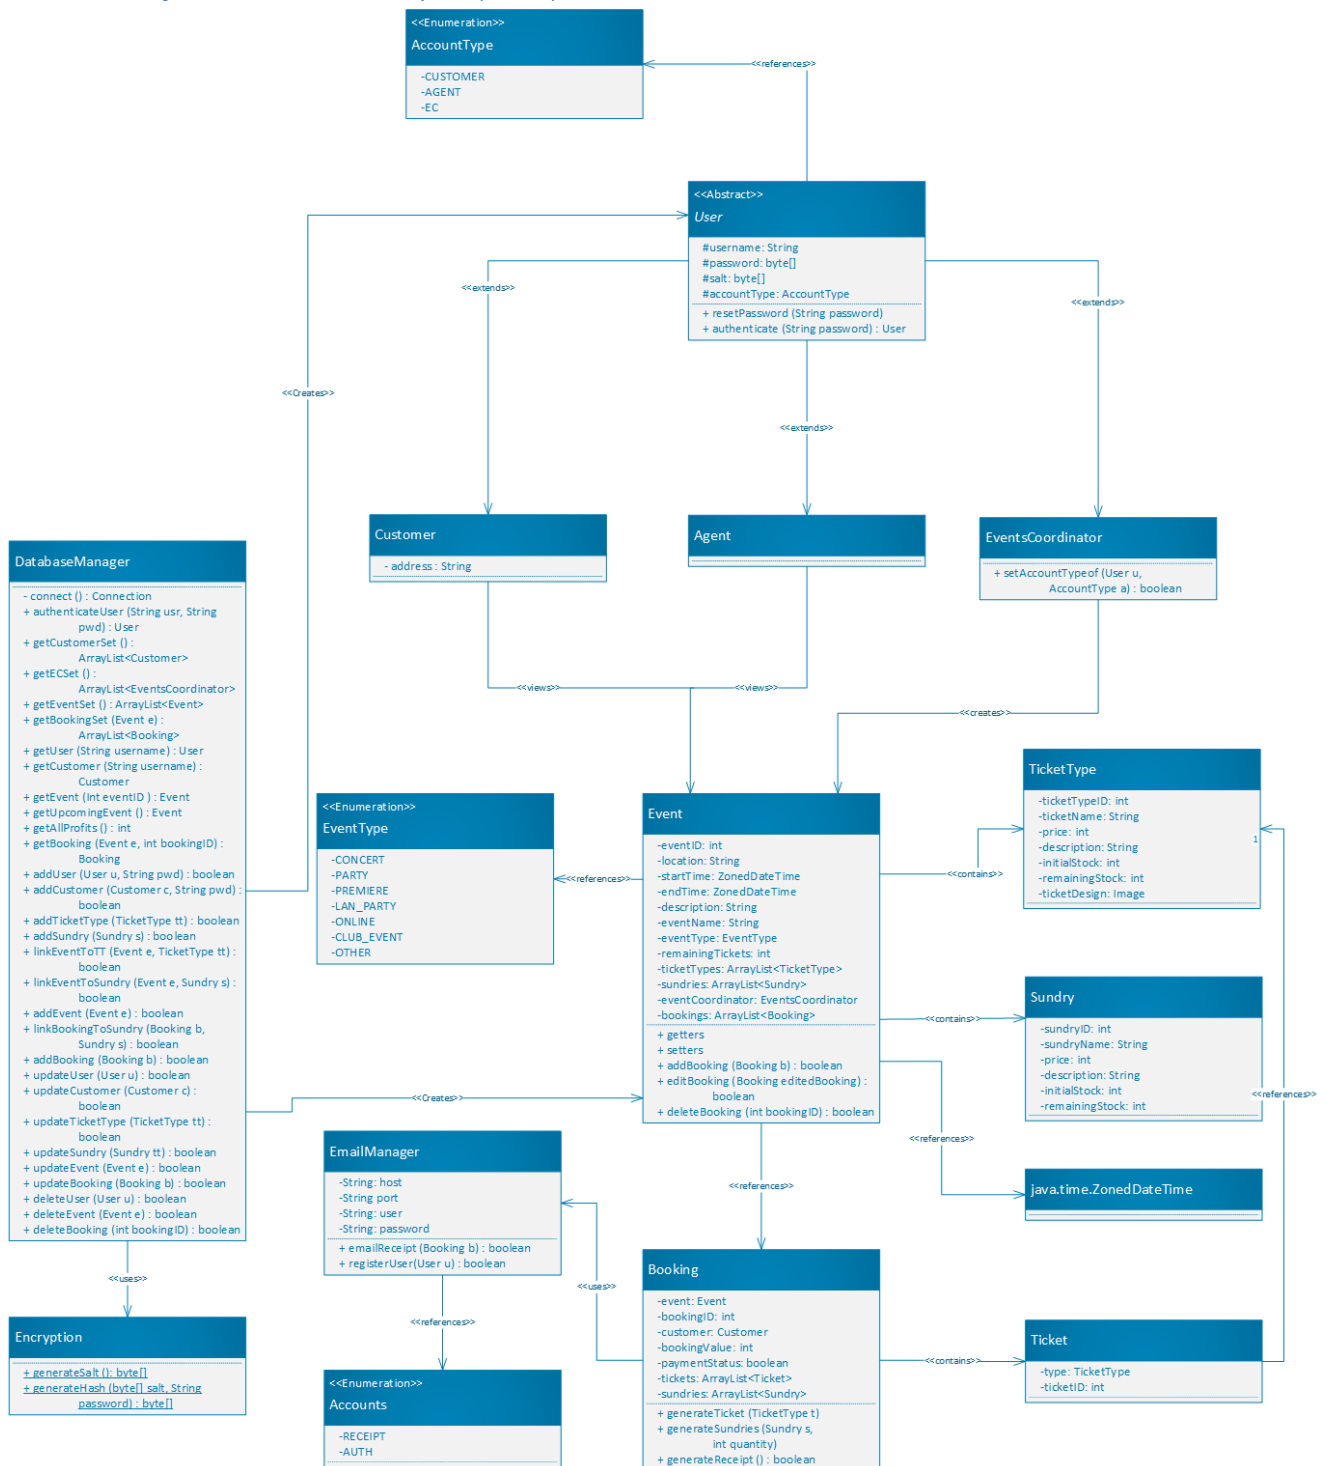 <<Enumeration>>
AccountType
-CUSTOMER
-AGENT
-EC
<<references>>
<<Abstract>>
User
#username: String
#password: byte[]
#salt: byte[]
#accountType: AccountType
+ resetPassword (String password)
+ authenticate (String password) : User
<<extends>>
<<extends>>
<<Creates>>
<<extends>>
Customer
- address : String
Agent
EventsCoordinator
+ setAccountTypeof (User u,
AccountType a) : boolean
DatabaseManager
- connect () : Connection
+ authenticateUser (String usr, String
pwd) : User
+ getCustomerSet () :
ArrayList<Customer>
+ getECSet () :
ArrayList<EventsCoordinator>
+ getEventSet () : ArrayList<Event>
+ getBookingSet (Event e) :
ArrayList<Booking>
+ getUser (String username) : User
+ getCustomer (String username) :
Customer
+ getEvent (Int eventID ) : Event
+ getUpcomingEvent () : Event
+ getAllProfits () : int
+ getBooking (Event e, int bookingID) :
Booking
+ addUser (User u, String pwd) : boolean
+ addCustomer (Customer c, String pwd) :
boolean
+ addTicketType (TicketType tt) : boolean
+ addSundry (Sundry s) : boolean
+ linkEventToTT (Event e, TicketType tt) :
boolean
+ linkEventToSundry (Event e, Sundry s) :
boolean
+ addEvent (Event e) : boolean
+ linkBookingToSundry (Booking b,
Sundry s) : boolean
+ addBooking (Booking b) : boolean
+ updateUser (User u) : boolean
+ updateCustomer (Customer c) :
boolean
+ updateTicketType (TicketType tt) :
boolean
+ updateSundry (Sundry tt) : boolean
+ updateEvent (Event e) : boolean
+ updateBooking (Booking b) : boolean
+ deleteUser (User u) : boolean
+ deleteEvent (Event e) : boolean
+ deleteBooking (int bookingID) : boolean
<<views>>
<<views>>
<<creates>>
<<Enumeration>>
EventType
-CONCERT
-PARTY
-PREMIERE
-LAN_PARTY
-ONLINE
-CLUB_EVENT
-OTHER
<<references>>
Event
-eventID: int
-location: String
-startTime: ZonedDateTime
-endTime: ZonedDateTime
-description: String
-eventName: String
-eventType: EventType
-remainingTickets: int
-ticketTypes: ArrayList<TicketType>
-sundries: ArrayList<Sundry>
-eventCoordinator: EventsCoordinator
-bookings: ArrayList<Booking>
+ getters
+ setters
+ addBooking (Booking b) : boolean
+ editBooking (Booking editedBooking) :
boolean
+ deleteBooking (int bookingID) : boolean
<<contains>>
TicketType
-ticketTypeID: int
-ticketName: String
-price: int
-description: String
-initialStock: int
-remainingStock: int
-ticketDesign: Image
1
<<contains>>
Sundry
-sundryID: int
-sundryName: String
-price: int
-description: String
-initialStock: int
-remainingStock: int
<<references>>
<<Creates>>
<<references>>
java.time.ZonedDateTime
EmailManager
-String: host
-String port
-String: user
-String: password
+ emailReceipt (Booking b) : boolean
+ registerUser(User u) : boolean
<<references>>
<<uses>>
<<uses>>
Encryption
+ generateSalt (): byte[]
+ generateHash (byte[] salt, String
password) : byte[]
<<references>>
<<Enumeration>>
Accounts
-RECEIPT
-AUTH
Booking
-event: Event
-bookingID: int
-customer: Customer
-bookingValue: int
-paymentStatus: boolean
-tickets: ArrayList<Ticket>
-sundries: ArrayList<Sundry>
+ generateTicket (TicketType t)
+ generateSundries (Sundry s,
int quantity)
+ generateReceipt () : boolean
<<contains>>
Ticket
-type: TicketType
-ticketID: int